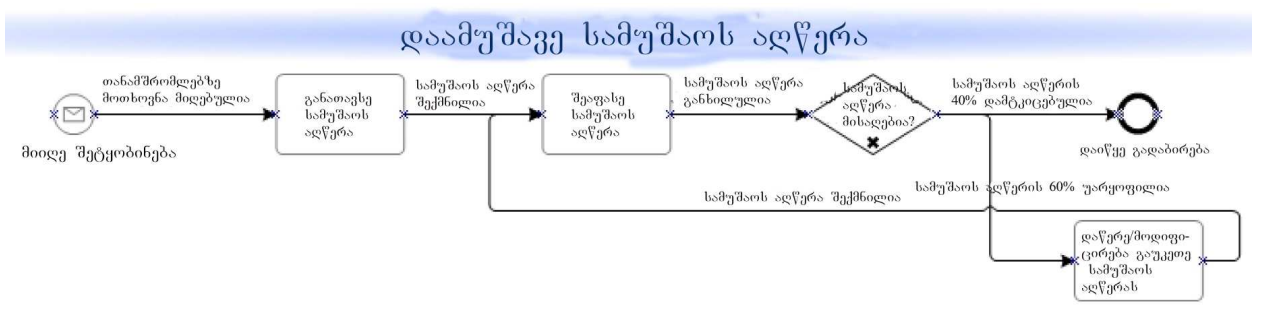 დაამუშავე სამუშაოს აღწერა
თანამშრომლებზე
მოთხოვნა მიღებულია
მიიღე შეტყობინება
განათავსე
სამუშაოს
აღწერა
სამუშაოს აღწერა
შექმნილია
შეაფასე
სამუშაოს
აღწერა
სამუშაოს აღწერა
განხილულია
სამუშაოს
აღწერა
მისაღებია?
სამუშაოს აღწერის
40% დამტკიცებულია
დაიწყე გადაბირება
სამუშაოს აღწერის 60% უარყოფილია
სამუშაოს აღწერა შექმნილია
დაწერე/მოდიფი-
ცირება გაუკეთე
სამუშაოს
აღწერას